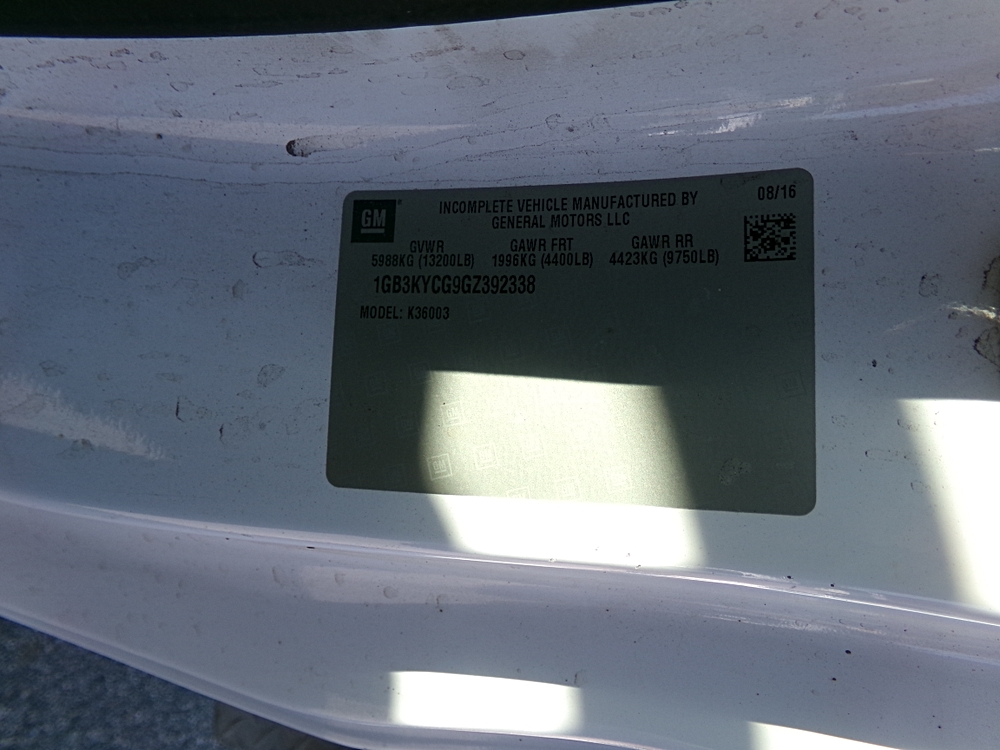 GM
INCOMPLETE VEHICLE MANUFACTURED BY
GENERAL MOTORS LLC
08/16
GVWR GAWR FRT GAWR RR
5988KG (13200LB) 1996KG (4400LB) 4423KG (9750LB)
1GB3KYCG9GZ392338
MODEL: K36003